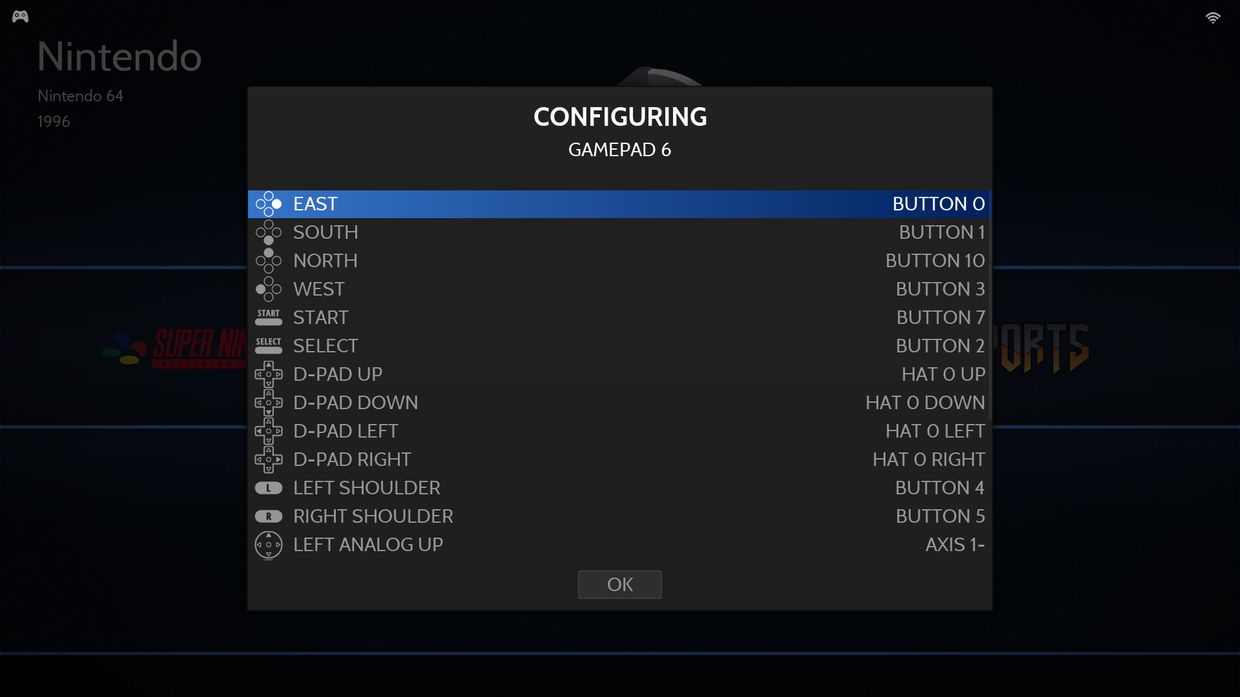 Nintendo
Nintendo 64
1996
CONFIGURING
GAMEPAD 6
EAST BUTTON 0
SOUTH BUTTON 1
NORTH BUTTON 10
WEST BUTTON 3
START START BUTTON 7
SELECT SELECT BUTTON 2
D-PAD UP HAT 0 UP
D-PAD DOWN HAT 0 DOWN
D-PAD LEFT HAT 0 LEFT
D-PAD RIGHT HAT 0 RIGHT
L LEFT SHOULDER BUTTON 4
R RIGHT SHOULDER BUTTON 5
LEFT ANALOG UP AXIS 1-
OK
SUPER NIN
PORTS